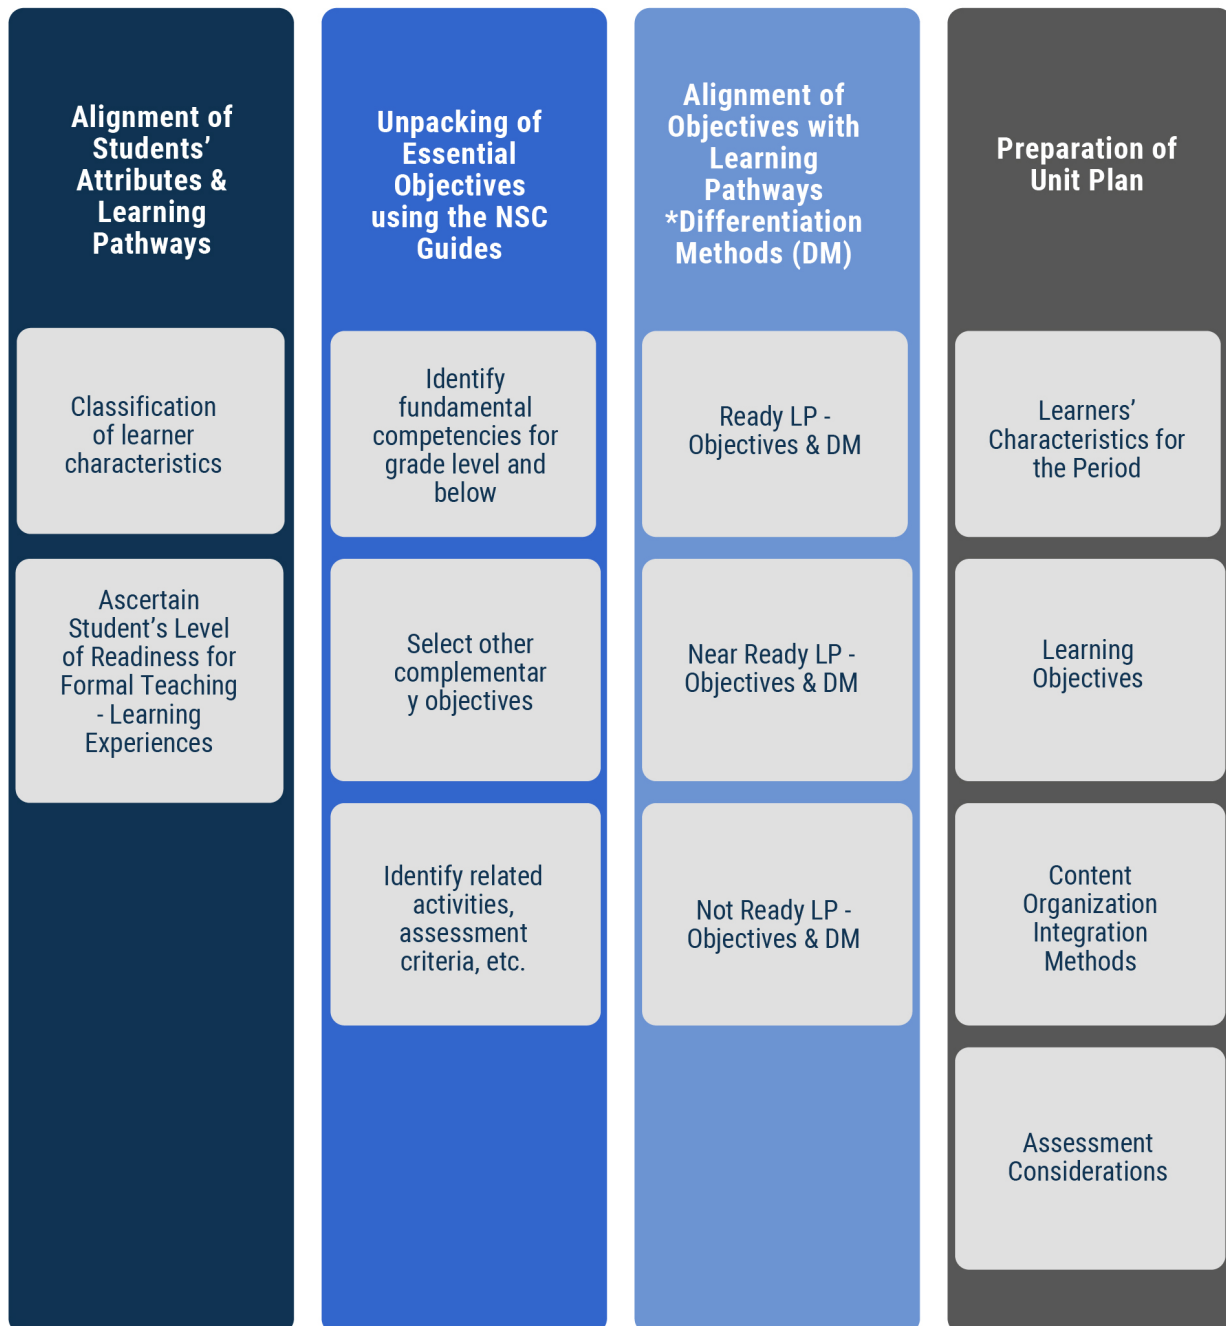 Alignment of
Students’
Attributes &
Learning
Pathways
Classification
of learner
characteristics
Ascertain
Student’s Level
of Readiness for
Formal Teaching
- Learning
Experiences
Unpacking of
Essential
Objectives
using the NSC
Guides
Identify
fundamental
competencies for
grade level and
below
Select other
complementar
y objectives
Identify related
activities,
assessment
criteria, etc.
Alignment of
Objectives with
Learning
Pathways
*Differentiation
Methods (DM)
Ready LP -
Objectives & DM
Near Ready LP -
Objectives & DM
Not Ready LP -
Objectives & DM
Preparation of
Unit Plan
Learners’
Characteristics for
the Period
Learning
Objectives
Content
Organization
Integration
Methods
Assessment
Considerations